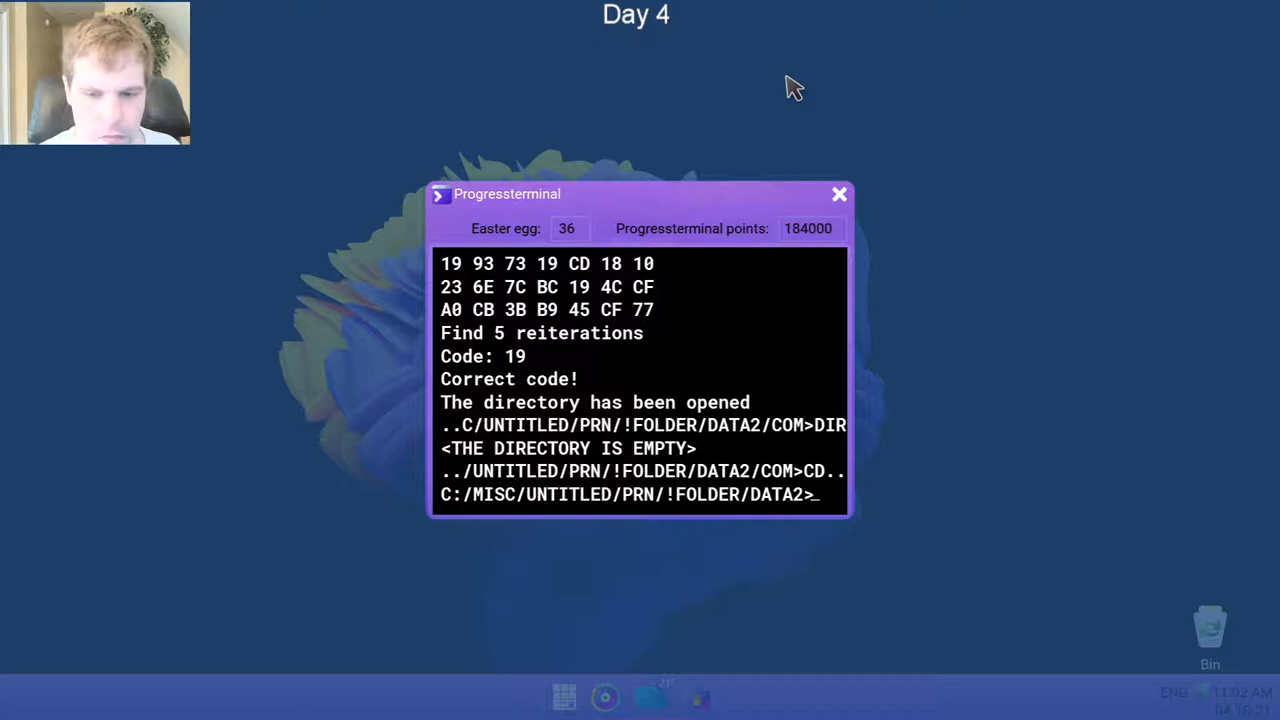 Day 4
Progressterminal
Easter egg: 36 Progressterminal points: 184000
19 93 73 19 CD 18 10
23 6E 7C BC 19 4C CF
A0 CB 3B B9 45 CF 77
Find 5 reiterations
Code: 19
Correct code!
The directory has been opened
..C/UNTITLED/PRN/!FOLDER/DATA2/COM>DIR
<THE DIRECTORY IS EMPTY>
../UNTITLED/PRN/!FOLDER/DATA2/COM>CD..
C:/MISC/UNTITLED/PRN/!FOLDER/DATA2>_
Bin
ENG 11:02 AM